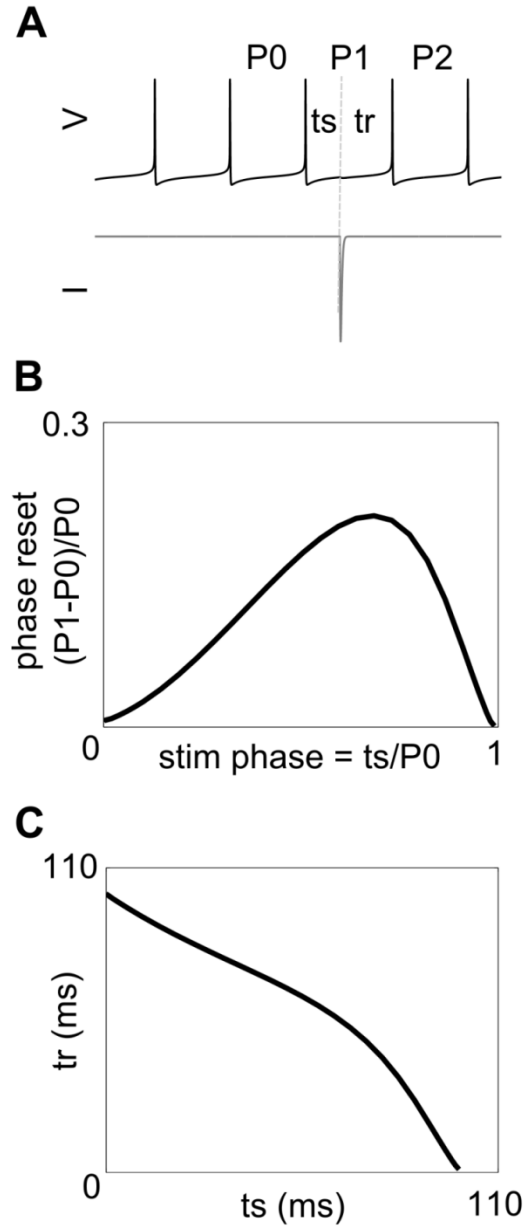 A
P0 P1 P2
V
ts tr
I
B
0.3
phase reset
(P1-P0)/P0
0
1
stim phase = ts/P0
C
110
tr (ms)
0
110
ts (ms)